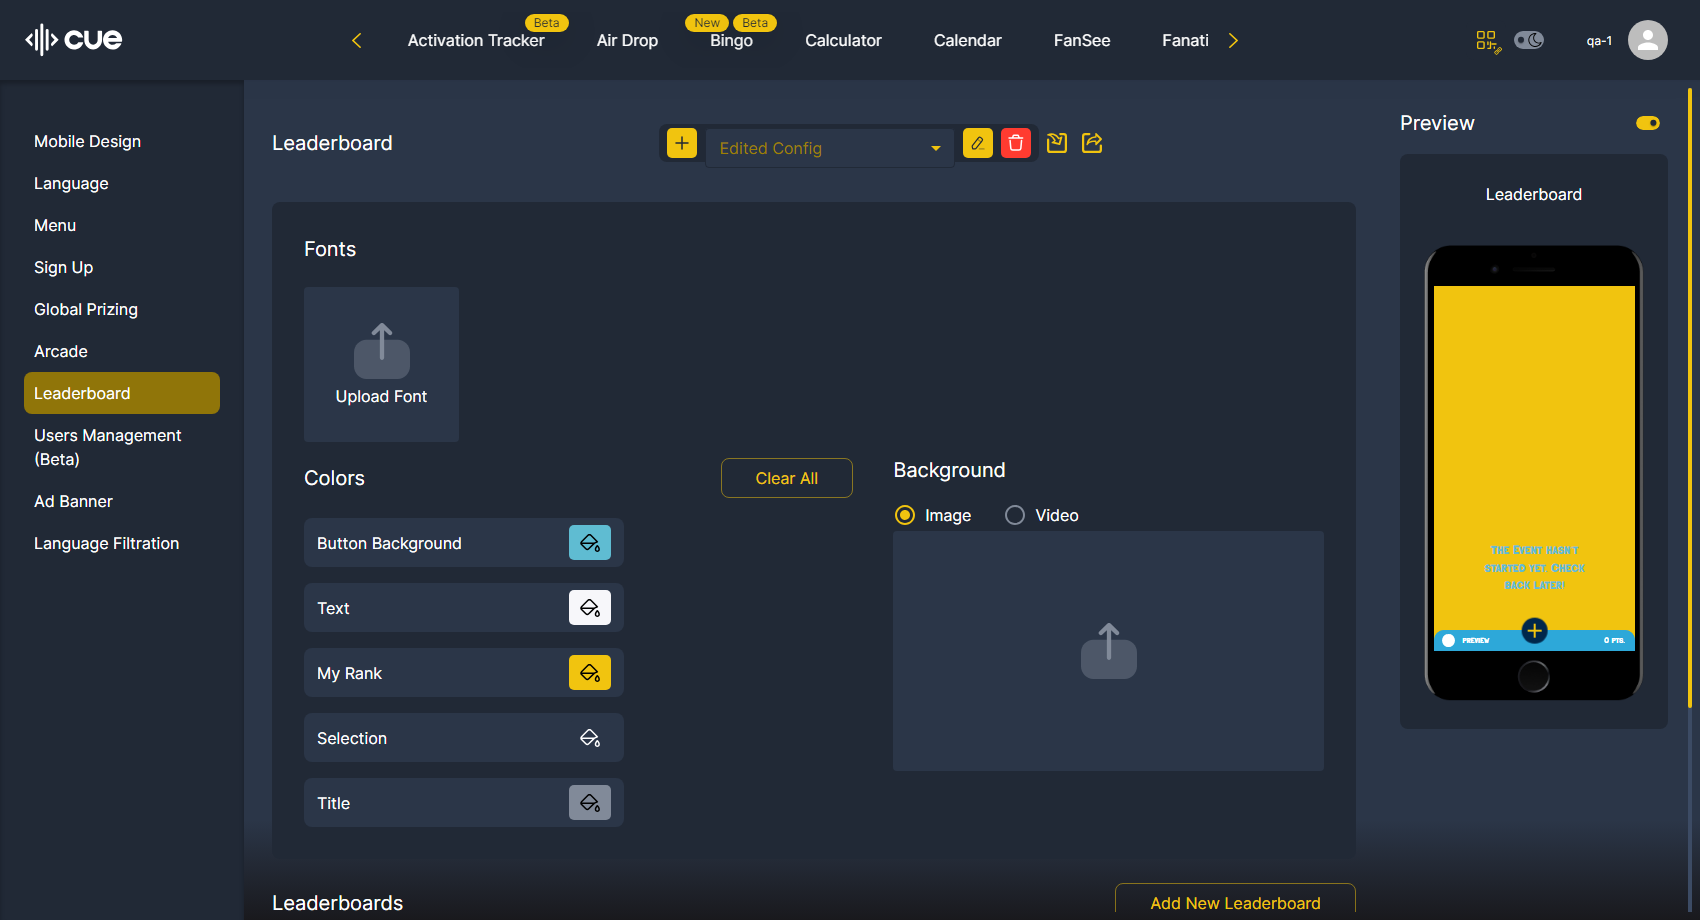 cue
Beta
New
Beta
Activation Tracker
Air Drop
Bingo
Calculator
Calendar
FanSee
Fanati
qa-1
Mobile Design
Language
Menu
Sign Up
Global Prizing
Arcade
Leaderboard
Users Management
(Beta)
Ad Banner
Language Filtration
Leaderboard
Edited Config
Fonts
Upload Font
Colors
Clear All
Button Background
Text
My Rank
Selection
Title
Background
Image
Video
Leaderboards
Add New Leaderboard
Preview
Leaderboard
The Event hasn't
started yet. Check
back later!
PREVIEW
0 PTS.